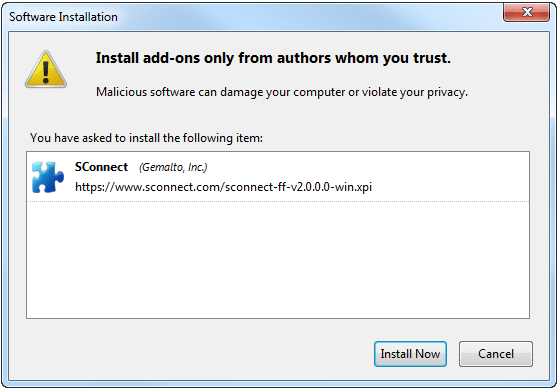 Software Installation
Install add-ons only from authors whom you trust.
Malicious software can damage your computer or violate your privacy.
You have asked to install the following item:
SConnect (Gemalto, Inc.)
https://www.sconnect.com/sconnect-ff-v2.0.0.0-win.xpi
Install Now Cancel